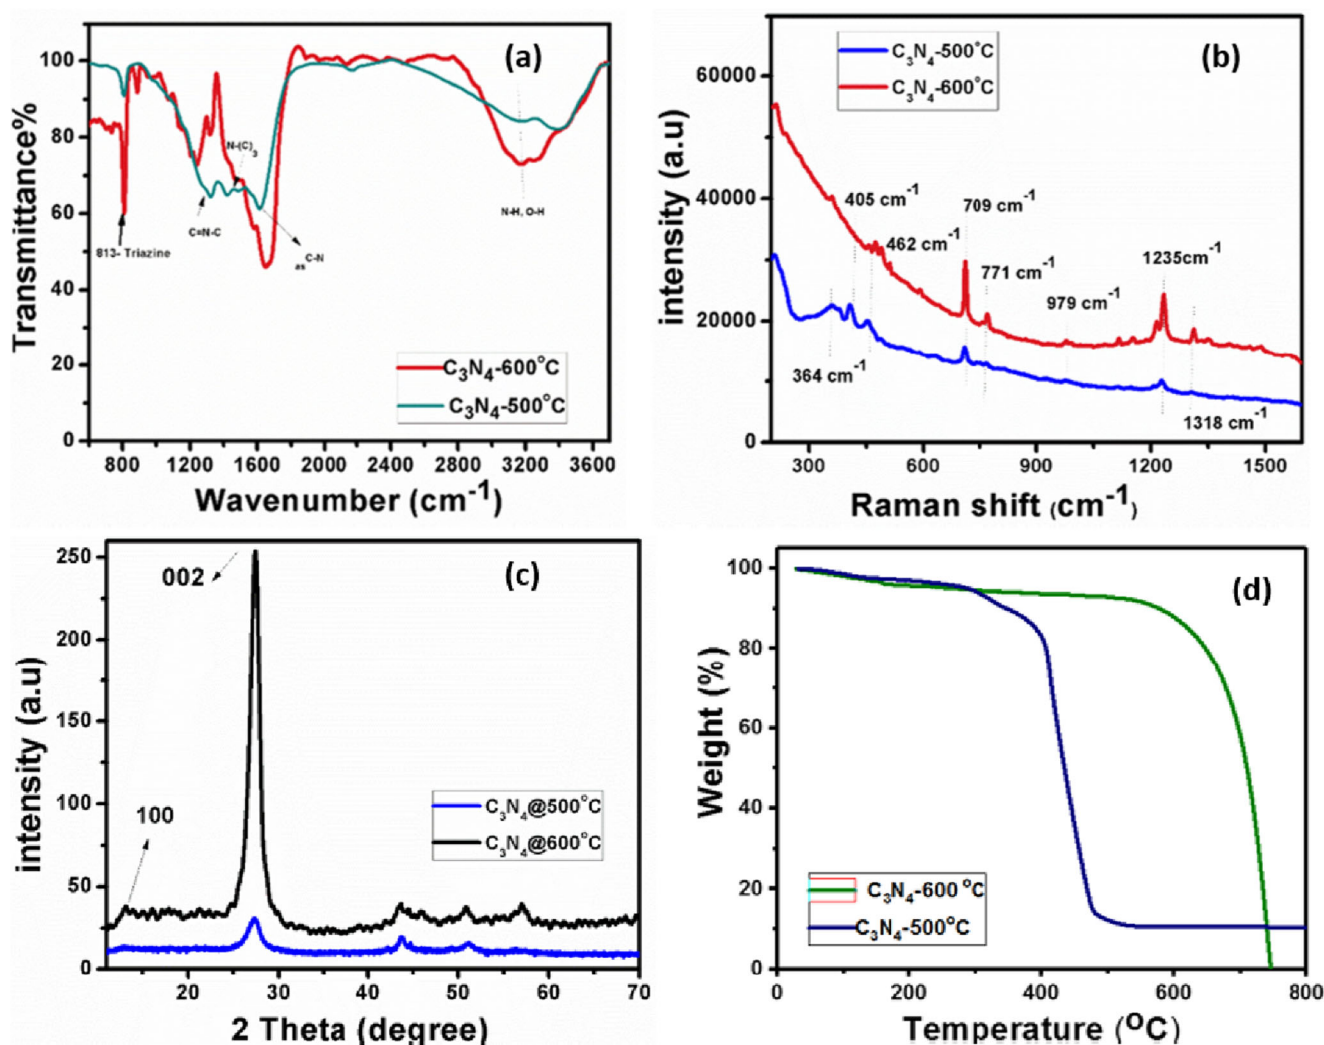 (a)
Transmittance%
100
80
60
40
20
0
N-(C)3
C=N-C
asC-N
N-H, O-H
813- Triazine
C3N4-600°C
C3N4-500°C
800 1200 1600 2000 2400 2800 3200 3600
Wavenumber (cm-1)
(b)
intensity (a.u)
60000
40000
20000
0
C3N4-500°C
C3N4-600°C
405 cm-1
709 cm-1
462 cm-1
771 cm-1
979 cm-1
1235cm-1
364 cm-1
1318 cm-1
300 600 900 1200 1500
Raman shift (cm-1)
(c)
intensity (a.u)
250
200
150
100
50
0
002
100
C3N4@500°C
C3N4@600°C
20 30 40 50 60 70
2 Theta (degree)
(d)
Weight (%)
100
80
60
40
20
0
C3N4-600 °C
C3N4-500°C
0 200 400 600 800
Temperature (°C)